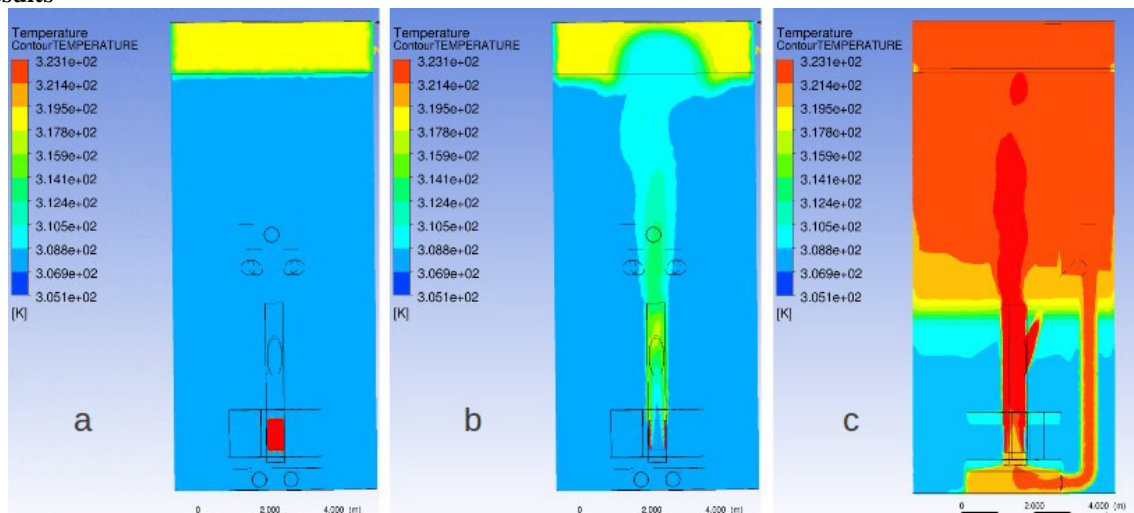 Temperature
ContourTEMPERATURE
3.231e+02
3.214e+02
3.195e+02
3.178e+02
3.159e+02
3.141e+02
3.124e+02
3.105e+02
3.088e+02
3.069e+02
3.051e+02
[K]
a
0 2.000 4.000 (m)
Temperature
ContourTEMPERATURE
3.231e+02
3.214e+02
3.195e+02
3.178e+02
3.159e+02
3.141e+02
3.124e+02
3.105e+02
3.088e+02
3.069e+02
3.051e+02
[K]
b
0 2.000 4.000 (m)
Temperature
ContourTEMPERATURE
3.231e+02
3.214e+02
3.195e+02
3.178e+02
3.159e+02
3.141e+02
3.124e+02
3.105e+02
3.088e+02
3.069e+02
3.051e+02
[K]
c
0 2.000 4.000 (m)